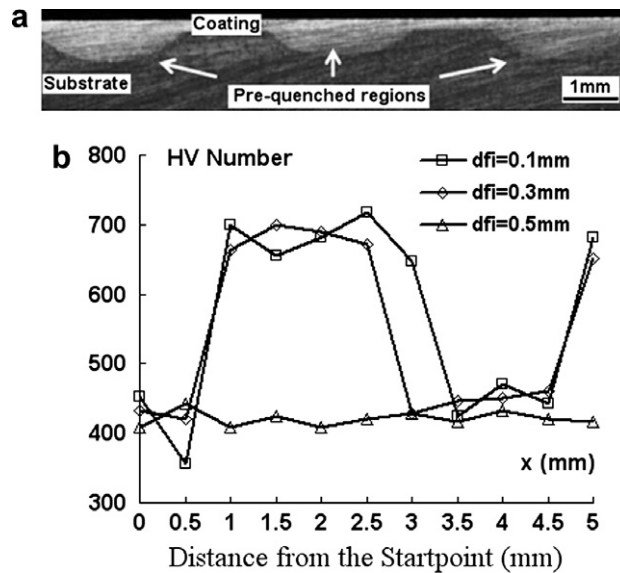 a
Coating
Substrate
Pre-quenched regions
1mm
b
HV Number
dfi=0.1mm
dfi=0.3mm
dfi=0.5mm
800
700
600
500
400
300
x (mm)
0 0.5 1 1.5 2 2.5 3 3.5 4 4.5 5
Distance from the Startpoint (mm)